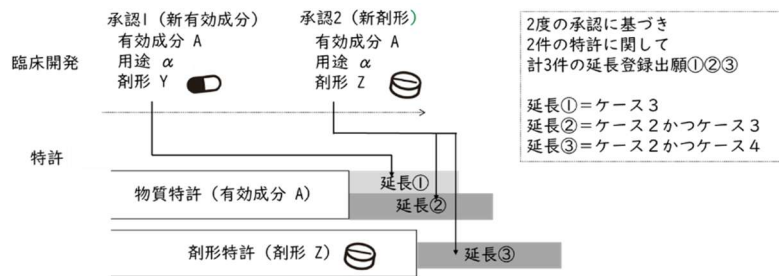 承認1（新有効成分）
有効成分 A
用途 α
剤形 Y
承認2（新剤形）
有効成分 A
用途 α
剤形 Z
臨床開発
2度の承認に基づき
2件の特許に関して
計3件の延長登録出願①②③
延長①＝ケース3
延長②＝ケース2かつケース3
延長③＝ケース2かつケース4
特許
物質特許（有効成分 A）
延長①
延長②
剤形特許（剤形 Z）
延長③